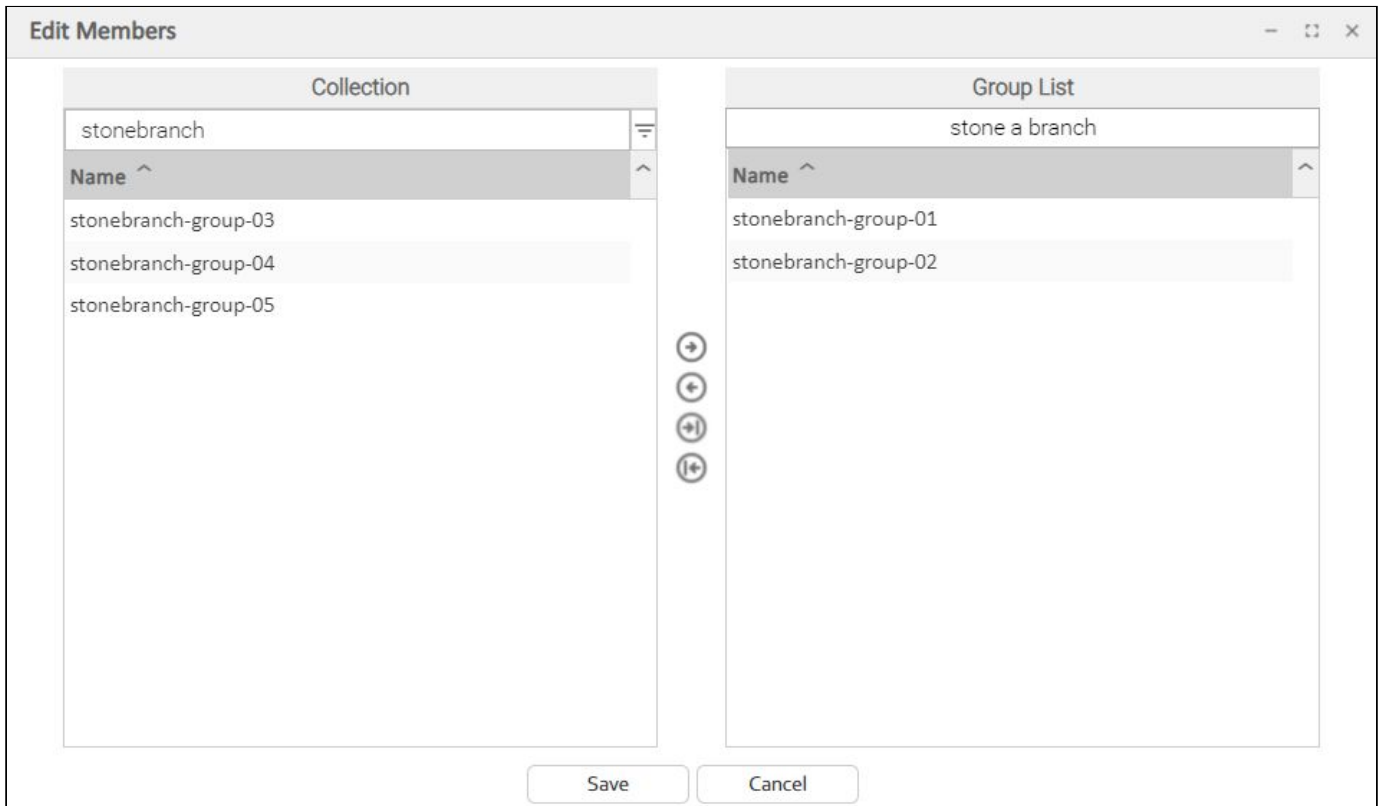 Edit Members
Collection
Group List
stonebranch
stone a branch
Name
Name
stonebranch-group-03
stonebranch-group-01
stonebranch-group-04
stonebranch-group-02
stonebranch-group-05
Save
Cancel